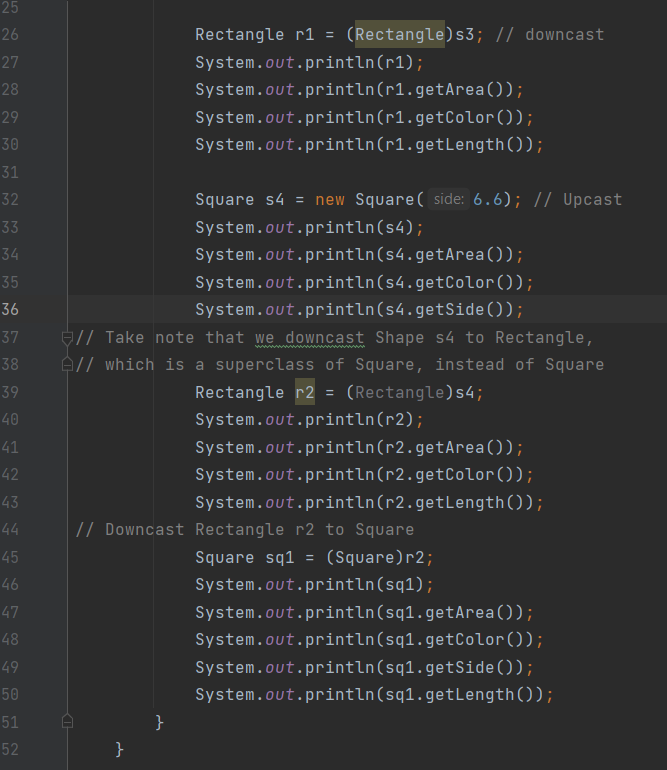 25
26 Rectangle r1 = (Rectangle)s3; // downcast
27 System.out.println(r1);
28 System.out.println(r1.getArea());
29 System.out.println(r1.getColor());
30 System.out.println(r1.getLength());
31
32 Square s4 = new Square( side: 6.6); // Upcast
33 System.out.println(s4);
34 System.out.println(s4.getArea());
35 System.out.println(s4.getColor());
36 System.out.println(s4.getSide());
37 // Take note that we downcast Shape s4 to Rectangle,
38 // which is a superclass of Square, instead of Square
39 Rectangle r2 = (Rectangle)s4;
40 System.out.println(r2);
41 System.out.println(r2.getArea());
42 System.out.println(r2.getColor());
43 System.out.println(r2.getLength());
44 // Downcast Rectangle r2 to Square
45 Square sq1 = (Square)r2;
46 System.out.println(sq1);
47 System.out.println(sq1.getArea());
48 System.out.println(sq1.getColor());
49 System.out.println(sq1.getSide());
50 System.out.println(sq1.getLength());
51 }
52 }